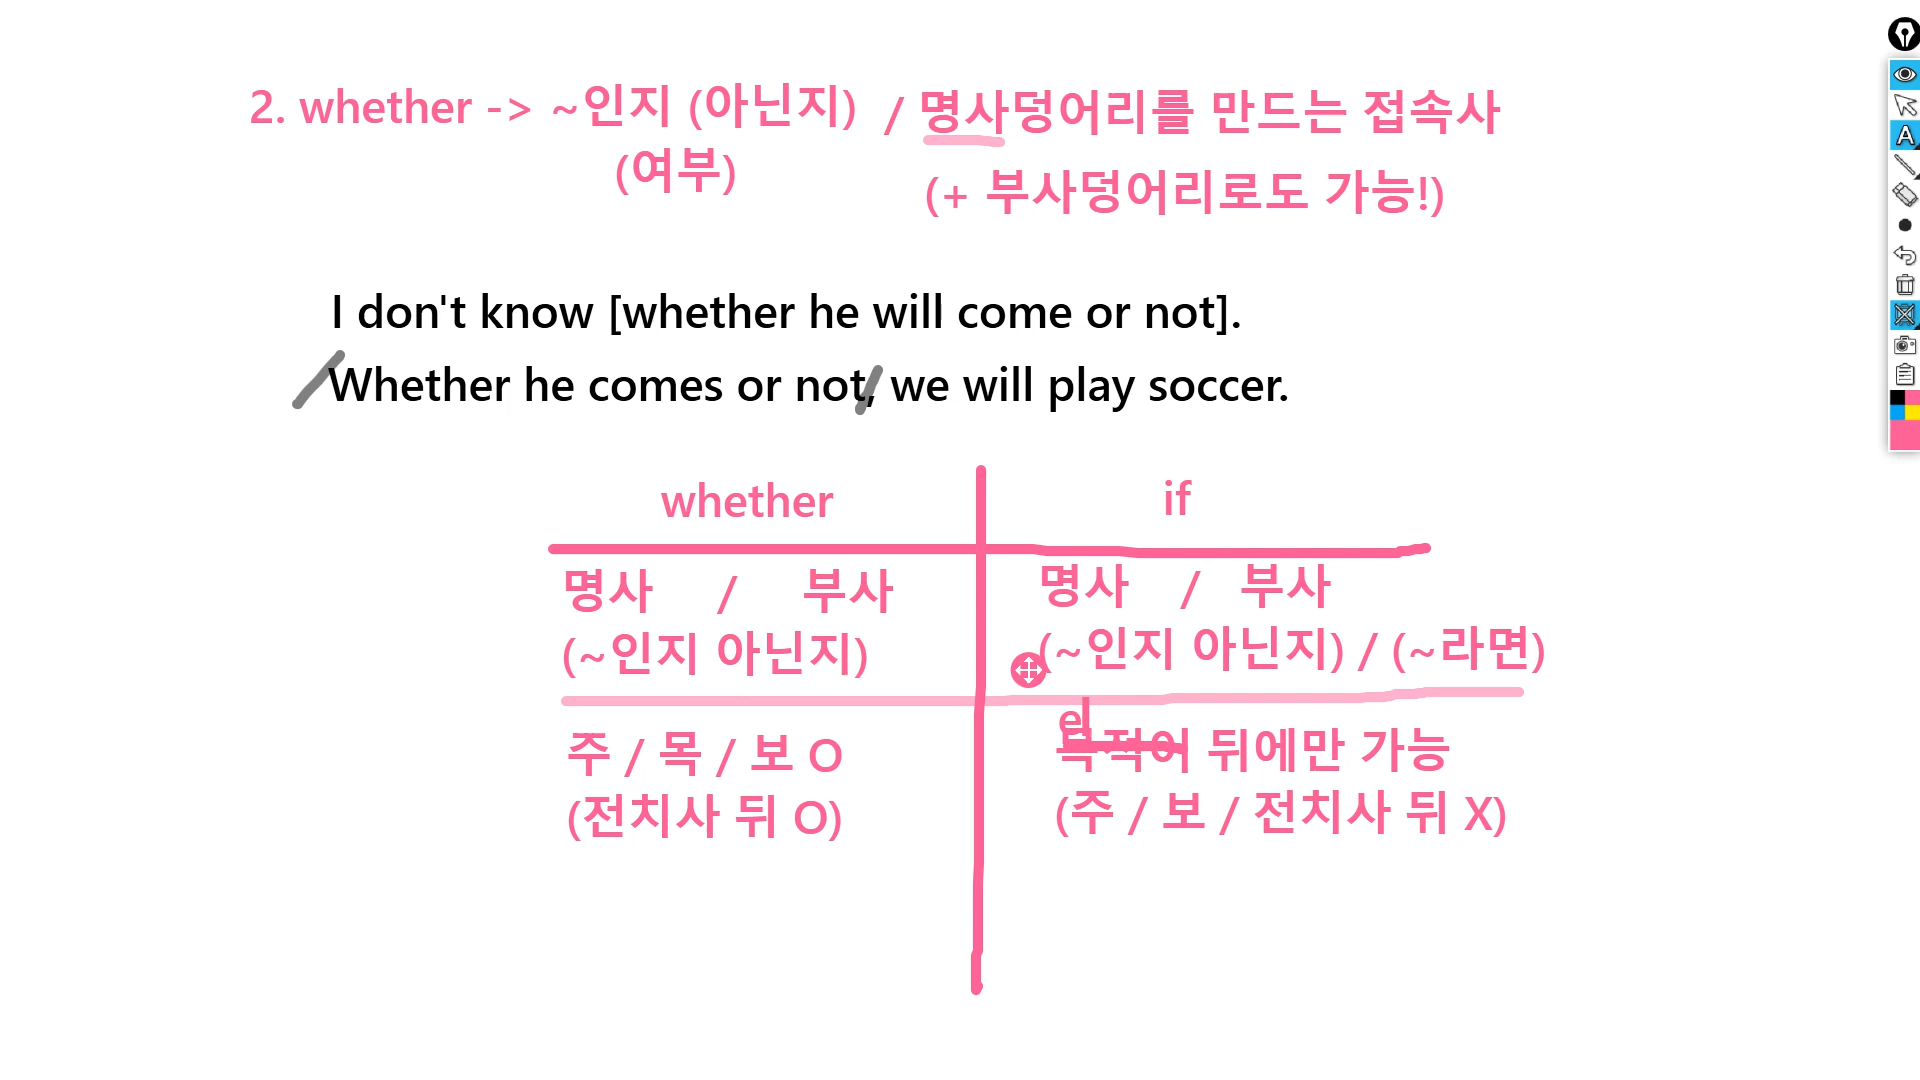 2. whether -> ~인지 (아닌지) / 명사덩어리를 만드는 접속사
(여부) (+ 부사덩어리로도 가능!)
I don't know [whether he will come or not].
Whether he comes or not, we will play soccer.
whether if
명사 / 부사 명사 / 부사
(~인지 아닌지) (~인지 아닌지) / (~라면)
el
주 / 목 / 보 O 목적어 뒤에만 가능
(전치사 뒤 O) (주 / 보 / 전치사 뒤 X)